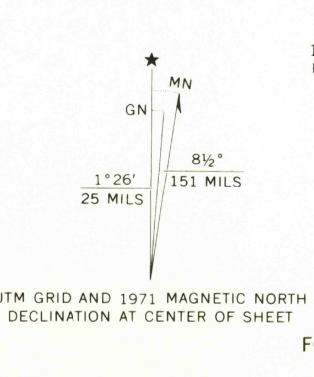 MN
GN
8½°
151 MILS
1°26′
25 MILS
UTM GRID AND 1971 MAGNETIC NORTH
DECLINATION AT CENTER OF SHEET